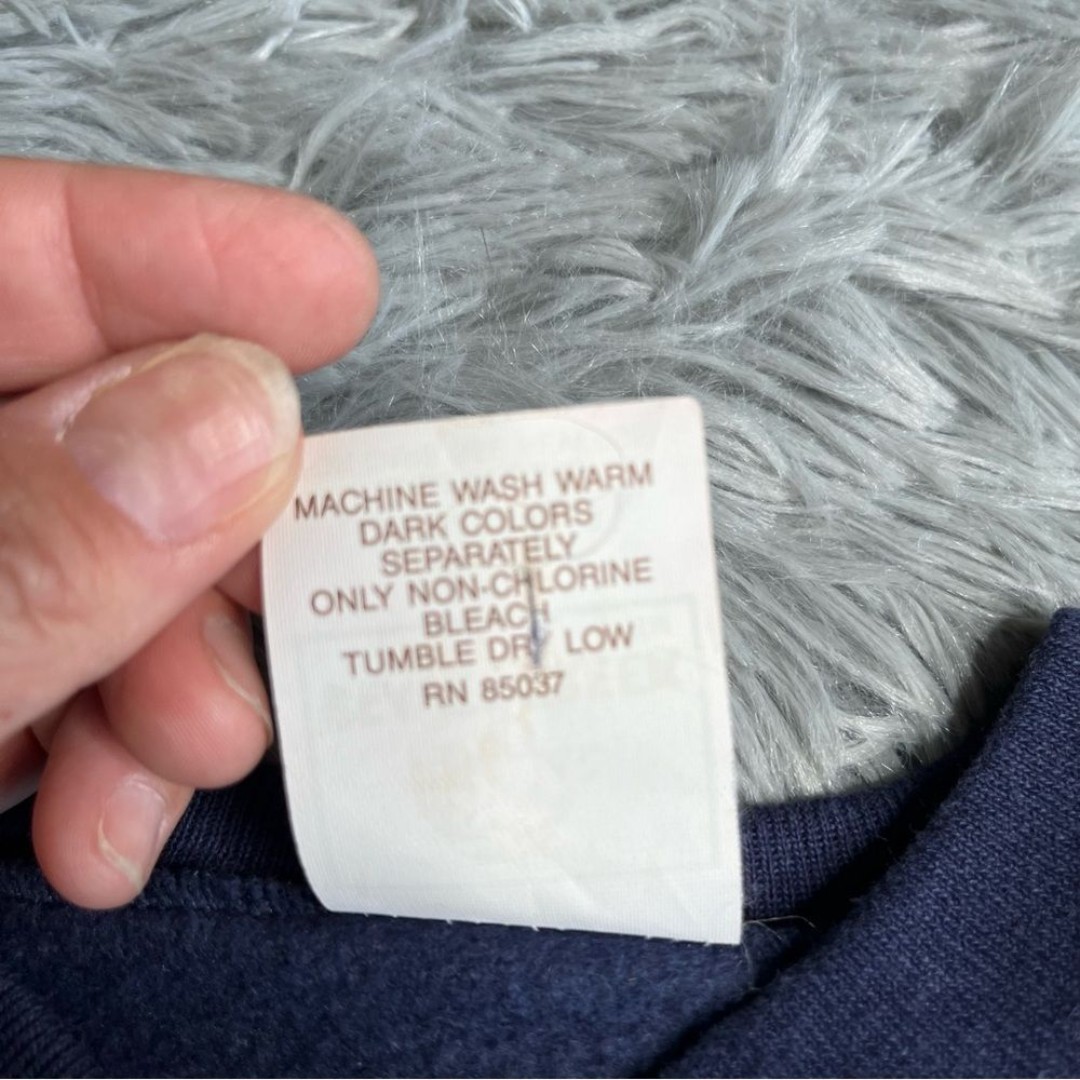 MACHINE WASH WARM
DARK COLORS
SEPARATELY
ONLY NON-CHLORINE
BLEACH
TUMBLE DRY LOW
RN 85037